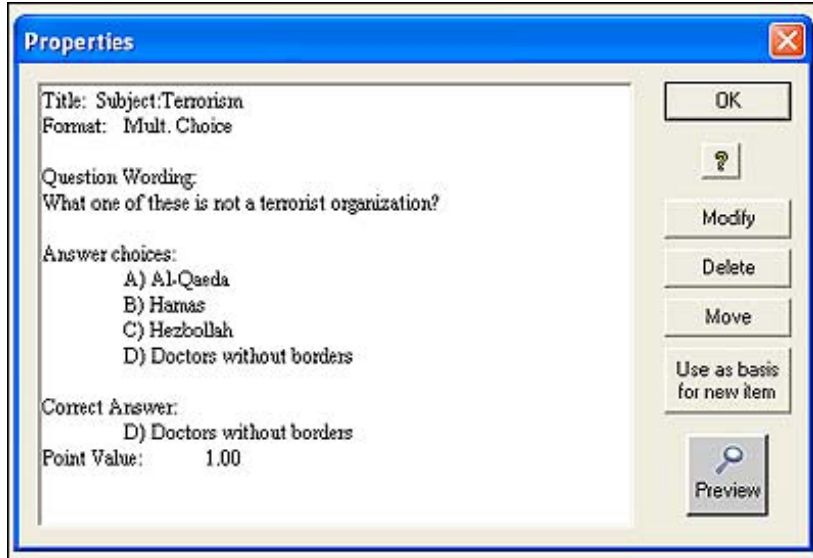 Properties
Title: Subject:Terrorism
Format: Mult. Choice
Question Wording:
What one of these is not a terrorist organization?
Answer choices:
A) Al-Qaeda
B) Hamas
C) Hezbollah
D) Doctors without borders
Correct Answer:
D) Doctors without borders
Point Value: 1.00
OK
?
Modify
Delete
Move
Use as basis
for new item
Preview